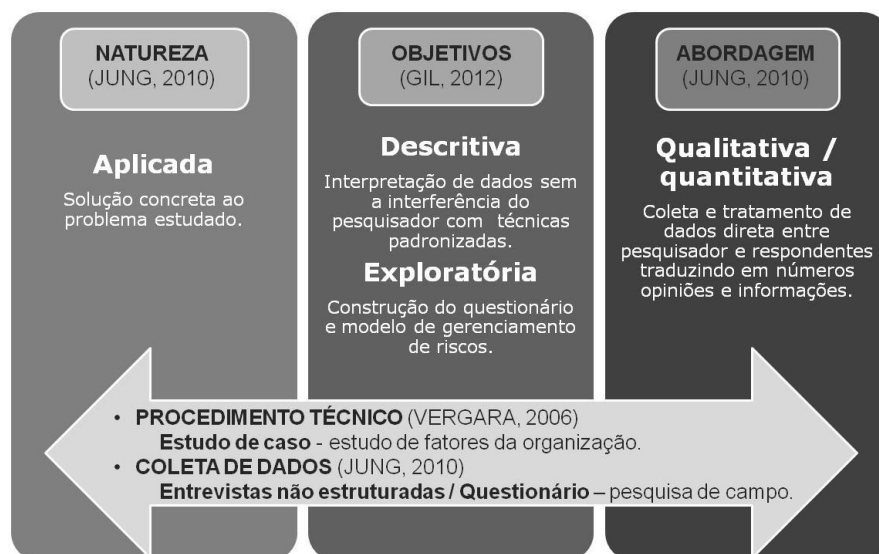 NATUREZA
(JUNG, 2010)
Aplicada
Solução concreta ao
problema estudado.
OBJETIVOS
(GIL, 2012)
Descritiva
Interpretação de dados sem
a interferência do
pesquisador com técnicas
padronizadas.
Exploratória
Construção do questionário
e modelo de gerenciamento
de riscos.
ABORDAGEM
(JUNG, 2010)
Qualitativa /
quantitativa
Coleta e tratamento de
dados direta entre
pesquisador e respondentes
traduzindo em números
opiniões e informações.
• PROCEDIMENTO TÉCNICO (VERGARA, 2006)
Estudo de caso - estudo de fatores da organização.
• COLETA DE DADOS (JUNG, 2010)
Entrevistas não estruturadas / Questionário – pesquisa de campo.